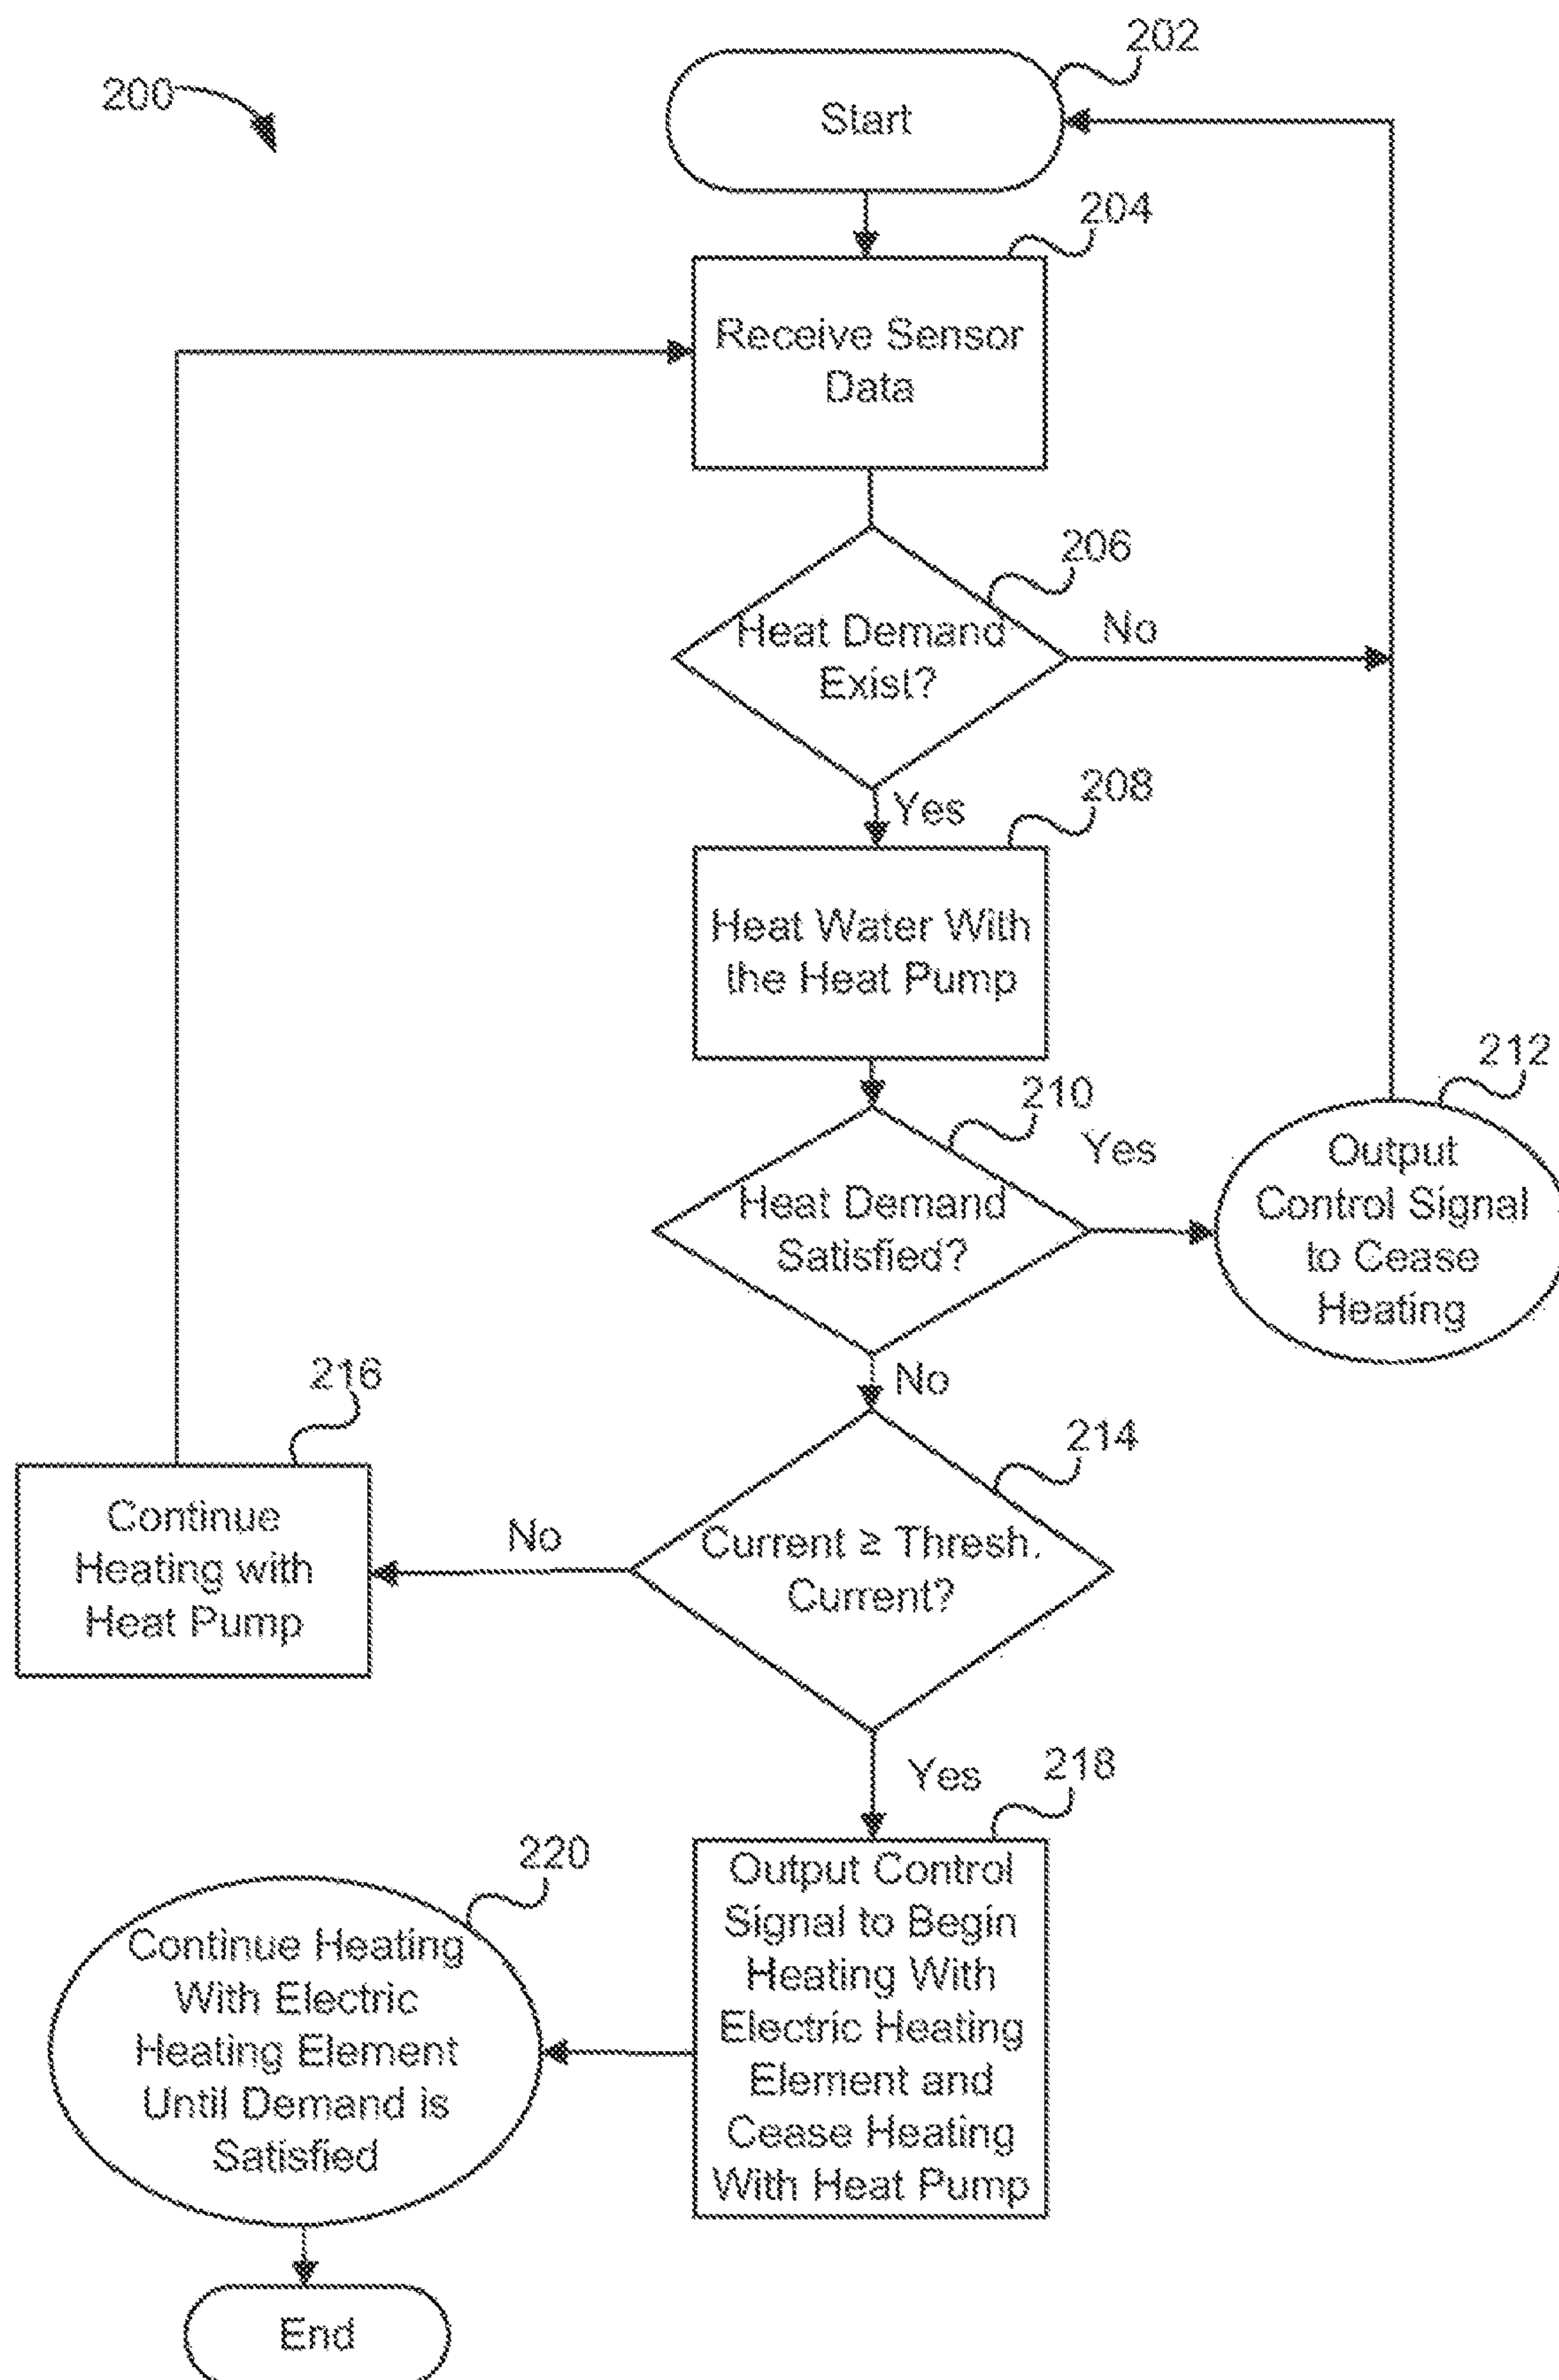 200
202
Start
204
Receive Sensor
Data
206
Heat Demand
Exist?
No
Yes
208
Heat Water With
the Heat Pump
210
Heat Demand
Satisfied?
Yes
212
Output
Control Signal
to Cease
Heating
No
214
Current ≥ Thresh.
Current?
No
216
Continue
Heating with
Heat Pump
Yes
218
Output Control
Signal to Begin
Heating With
Electric Heating
Element and
Cease Heating
With Heat Pump
220
Continue Heating
With Electric
Heating Element
Until Demand is
Satisfied
End